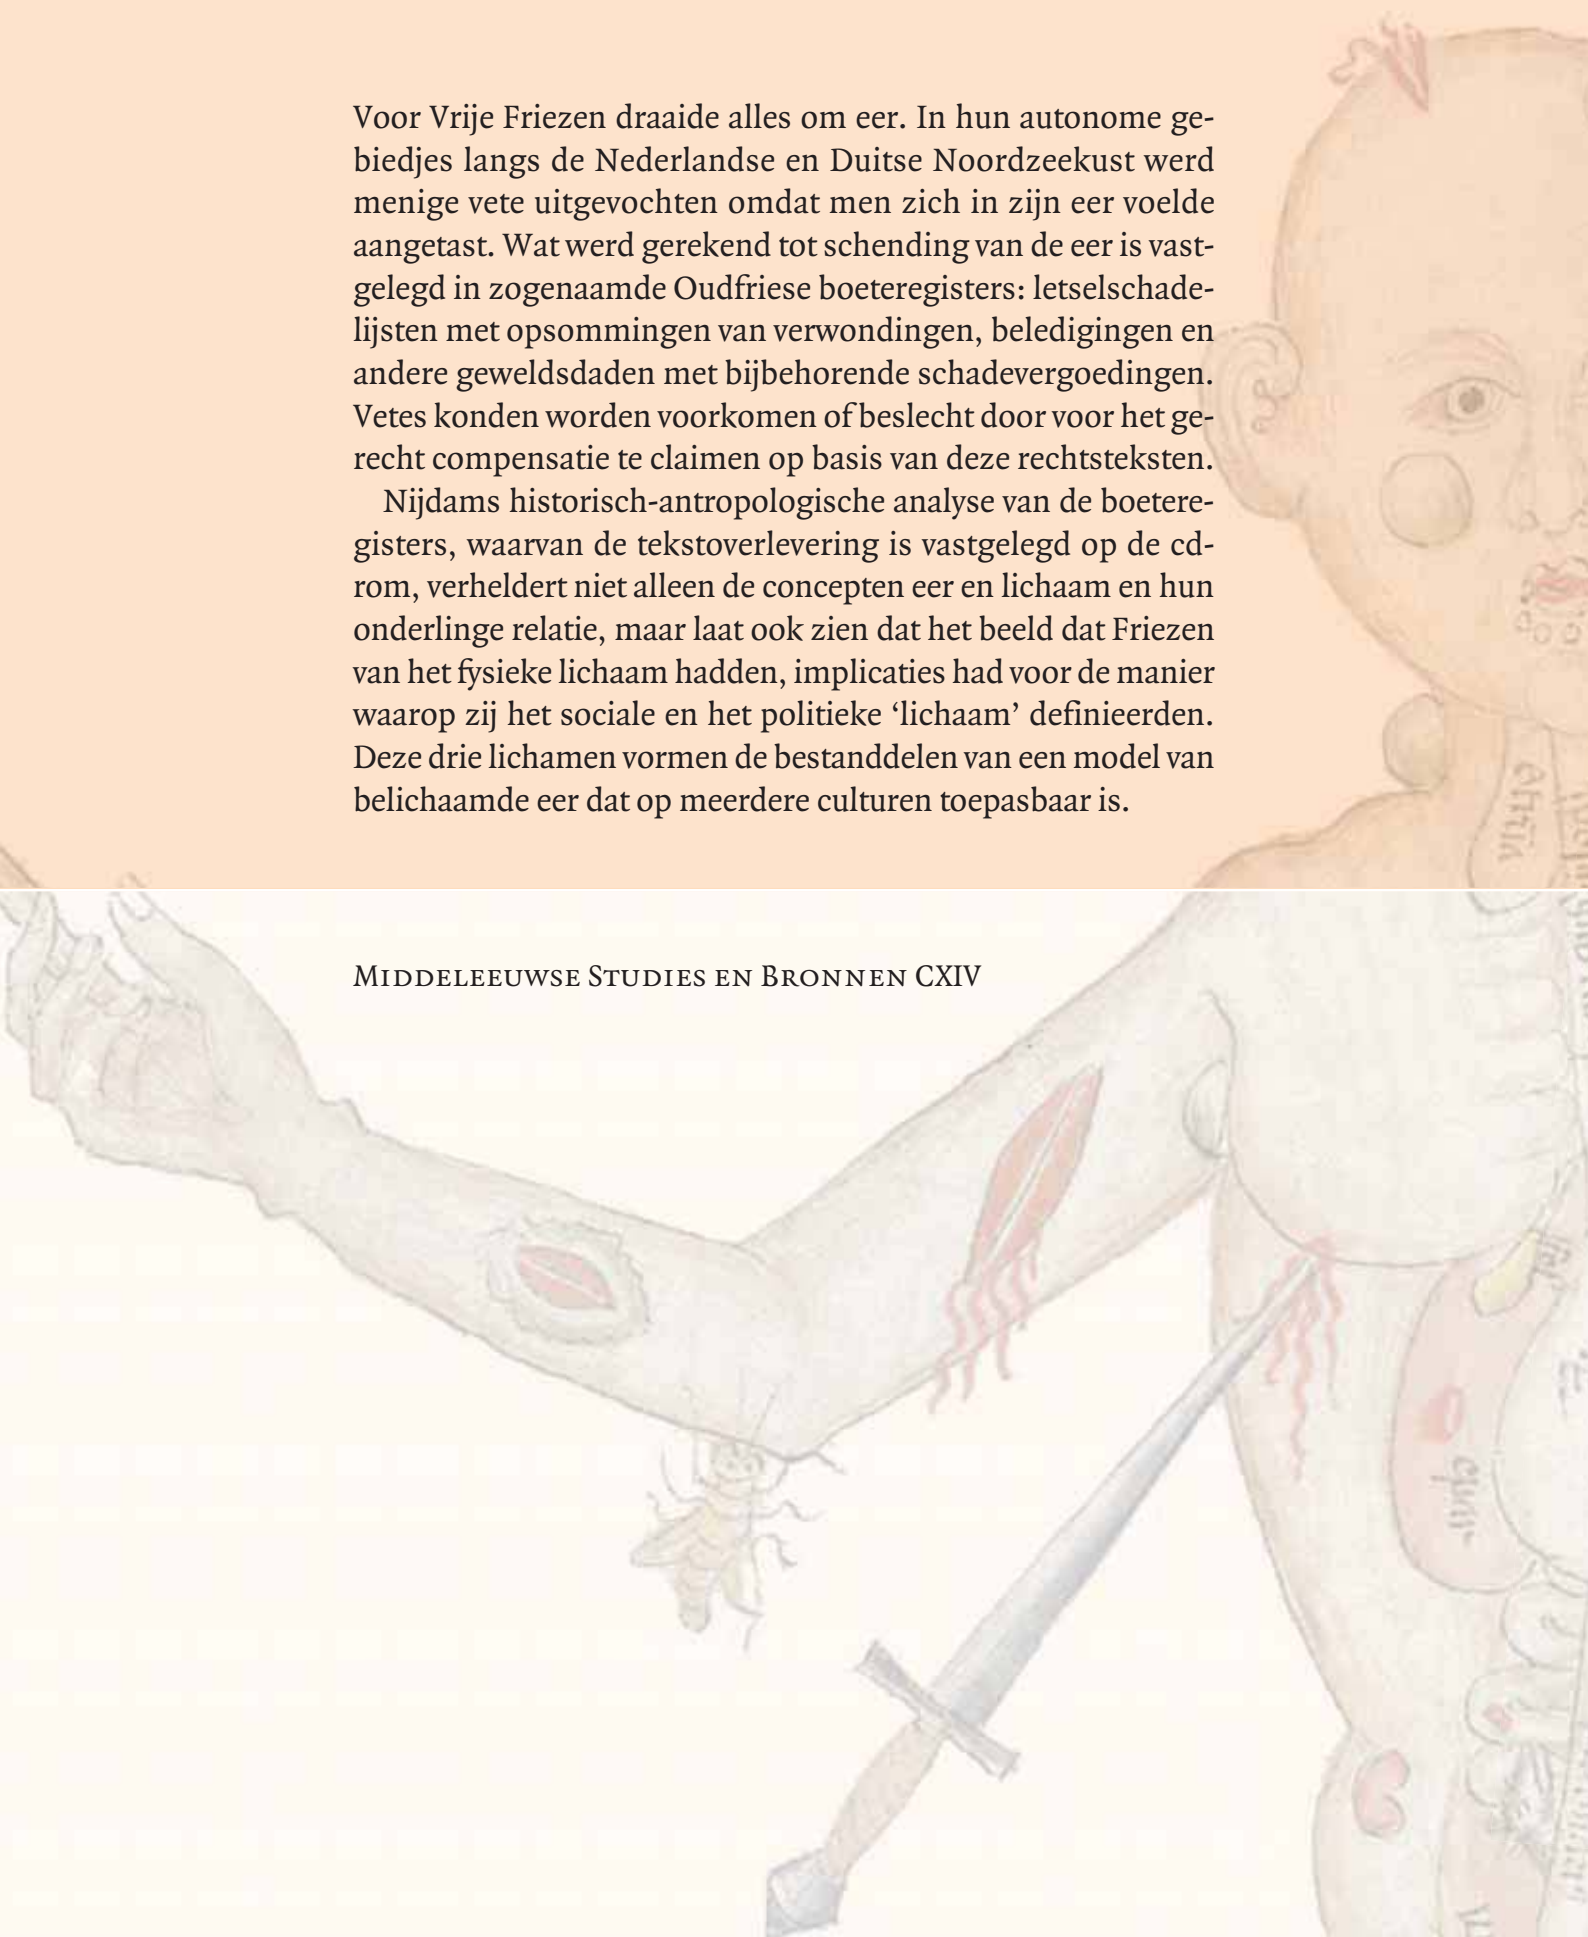 Voor Vrije Friezen draaide alles om eer. In hun autonome ge-
biedjes langs de Nederlandse en Duitse Noordzeekust werd
menige vete uitgevochten omdat men zich in zijn eer voelde
aangetast. Wat werd gerekend tot schending van de eer is vast-
gelegd in zogenaamde Oudfriese boeteregisters: letselschade-
lijsten met opsommingen van verwondingen, beledigingen en
andere geweldsdaden met bijbehorende schadevergoedingen.
Vetes konden worden voorkomen of beslecht door voor het ge-
recht compensatie te claimen op basis van deze rechtsteksten.
Nijdams historisch-antropologische analyse van de boetere-
gisters, waarvan de tekstoverlevering is vastgelegd op de cd-
rom, verheldert niet alleen de concepten eer en lichaam en hun
onderlinge relatie, maar laat ook zien dat het beeld dat Friezen
van het fysieke lichaam hadden, implicaties had voor de manier
waarop zij het sociale en het politieke ‘lichaam’ definieerden.
Deze drie lichamen vormen de bestanddelen van een model van
belichaamde eer dat op meerdere culturen toepasbaar is.
Middeleeuwse Studies en Bronnen CXIV